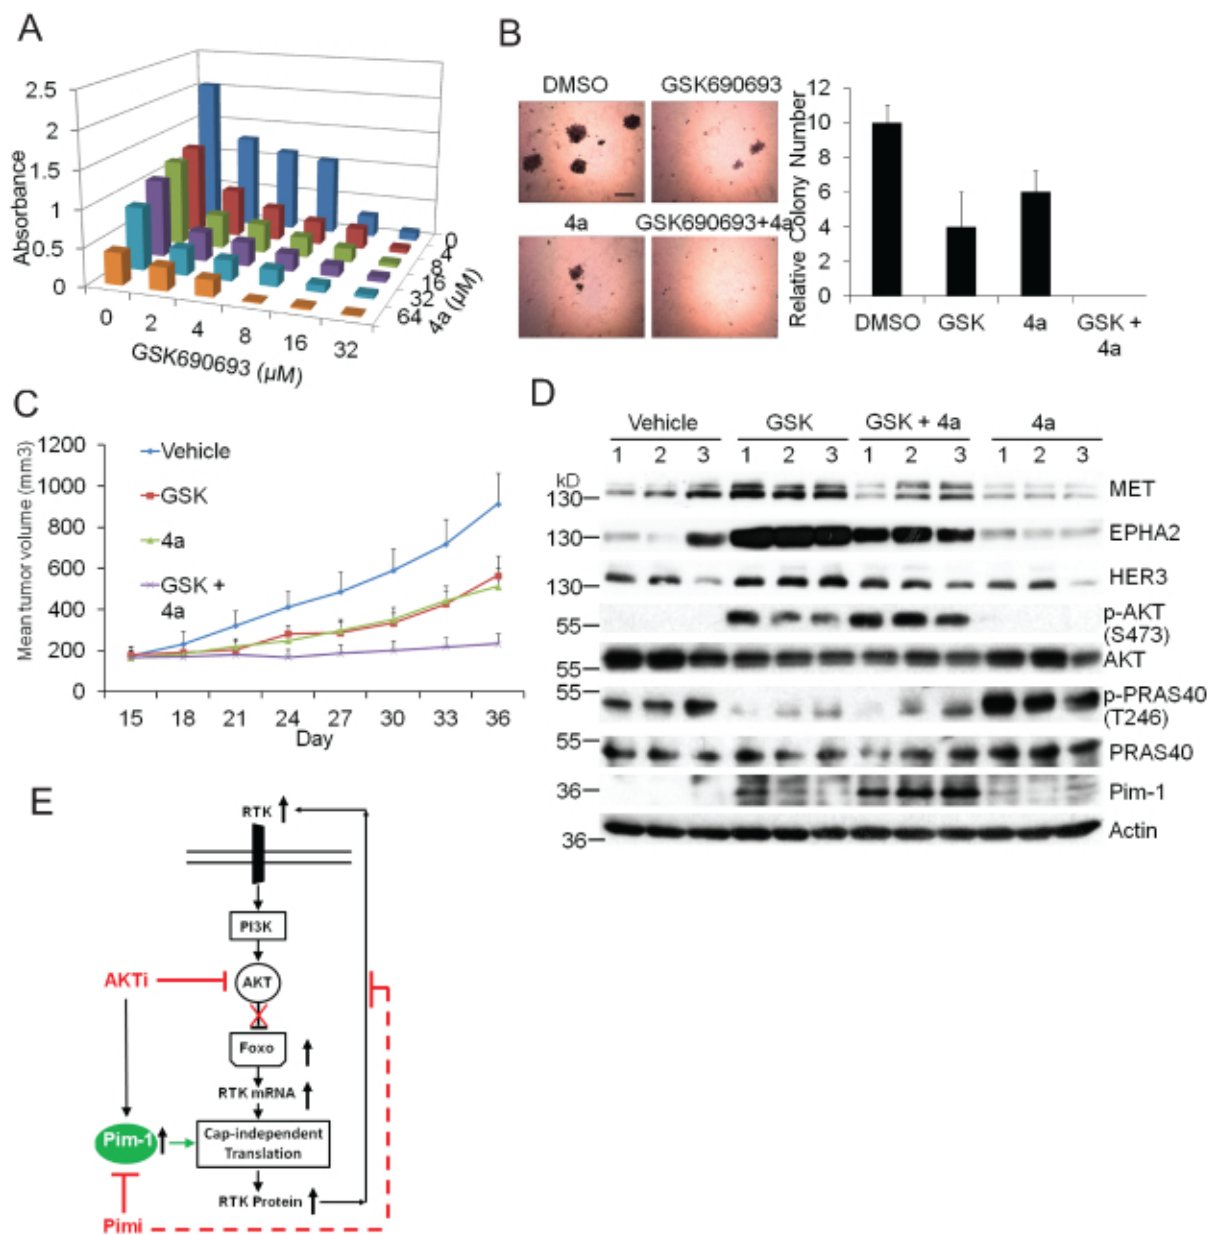 A
2.5
2
1.5
1
0.5
0
Absorbance
0
2
4
8
16
32
GSK690693 (µM)
0
4
8
16
32
64
4a (µM)
B
DMSO
GSK690693
4a
GSK690693+4a
Relative Colony Number
12
10
8
6
4
2
0
DMSO
GSK
4a
GSK +
4a
C
Mean tumor volume (mm3)
1200
1000
800
600
400
200
0
Vehicle
GSK
4a
GSK +
4a
15 18 21 24 27 30 33 36
Day
D
Vehicle GSK GSK + 4a 4a
1 2 3 1 2 3 1 2 3 1 2 3
kD
130 MET
130 EPHA2
130 HER3
55 p-AKT
(S473)
55 AKT
55 p-PRAS40
(T246)
55 PRAS40
36 Pim-1
36 Actin
E
RTK
PI3K
AKTi
AKT
Foxo
RTK mRNA
Pim-1
Cap-independent
Translation
RTK Protein
Pimi